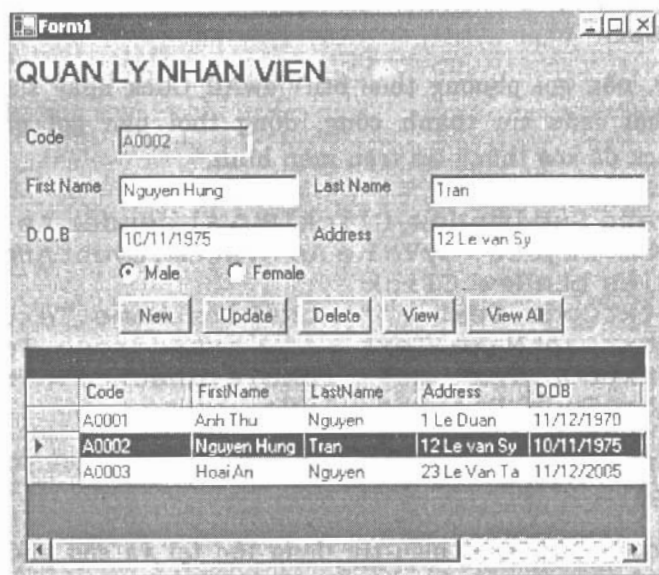 Form1
QUAN LY NHAN VIEN
Code A0002
First Name Nguyen Hung Last Name Tran
D.O.B 10/11/1975 Address 12 Le van Sy
Male Female
New Update Delete View View All
Code FirstName LastName Address DOB
A0001 Anh Thu Nguyen 1 Le Duan 11/12/1970
A0002 Nguyen Hung Tran 12 Le van Sy 10/11/1975
A0003 Hoai An Nguyen 23 Le Van Ta 11/12/2005